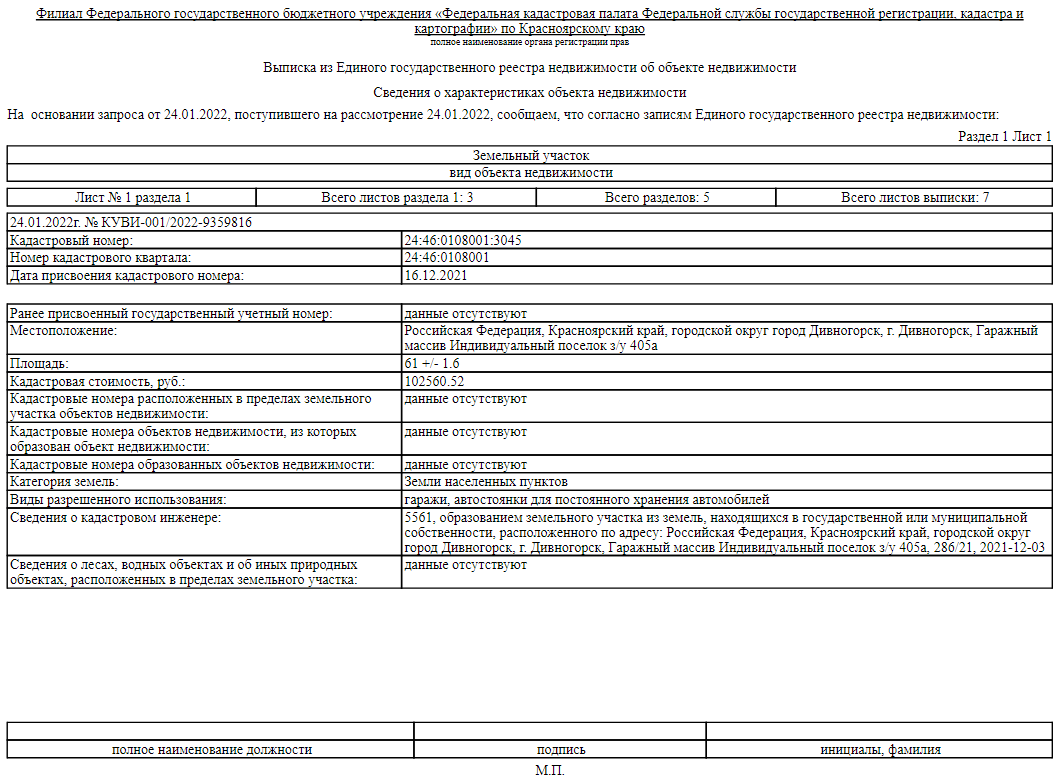 Филиал Федерального государственного бюджетного учреждения «Федеральная кадастровая палата Федеральной службы государственной регистрации, кадастра и
картографии» по Красноярскому краю
полное наименование органа регистрации прав
Выписка из Единого государственного реестра недвижимости об объекте недвижимости
Сведения о характеристиках объекта недвижимости
На основании запроса от 24.01.2022, поступившего на рассмотрение 24.01.2022, сообщаем, что согласно записям Единого государственного реестра недвижимости:
Раздел 1 Лист 1
Земельный участок
вид объекта недвижимости
Лист № 1 раздела 1 Всего листов раздела 1: 3 Всего разделов: 5 Всего листов выписки: 7
24.01.2022г. № КУВИ-001/2022-9359816
Кадастровый номер: 24:46:0108001:3045
Номер кадастрового квартала: 24:46:0108001
Дата присвоения кадастрового номера: 16.12.2021
Ранее присвоенный государственный учетный номер: данные отсутствуют
Местоположение: Российская Федерация, Красноярский край, городской округ город Дивногорск, г. Дивногорск, Гаражный
массив Индивидуальный поселок з/у 405а
Площадь: 61 +/- 1.6
Кадастровая стоимость, руб.: 102560.52
Кадастровые номера расположенных в пределах земельного данные отсутствуют
участка объектов недвижимости:
Кадастровые номера объектов недвижимости, из которых данные отсутствуют
образован объект недвижимости:
Кадастровые номера образованных объектов недвижимости: данные отсутствуют
Категория земель: Земли населенных пунктов
Виды разрешенного использования: гаражи, автостоянки для постоянного хранения автомобилей
Сведения о кадастровом инженере: 5561, образованием земельного участка из земель, находящихся в государственной или муниципальной
собственности, расположенного по адресу: Российская Федерация, Красноярский край, городской округ
город Дивногорск, г. Дивногорск, Гаражный массив Индивидуальный поселок з/у 405а, 286/21, 2021-12-03
Сведения о лесах, водных объектах и об иных природных данные отсутствуют
объектах, расположенных в пределах земельного участка:
полное наименование должности подпись инициалы, фамилия
М.П.